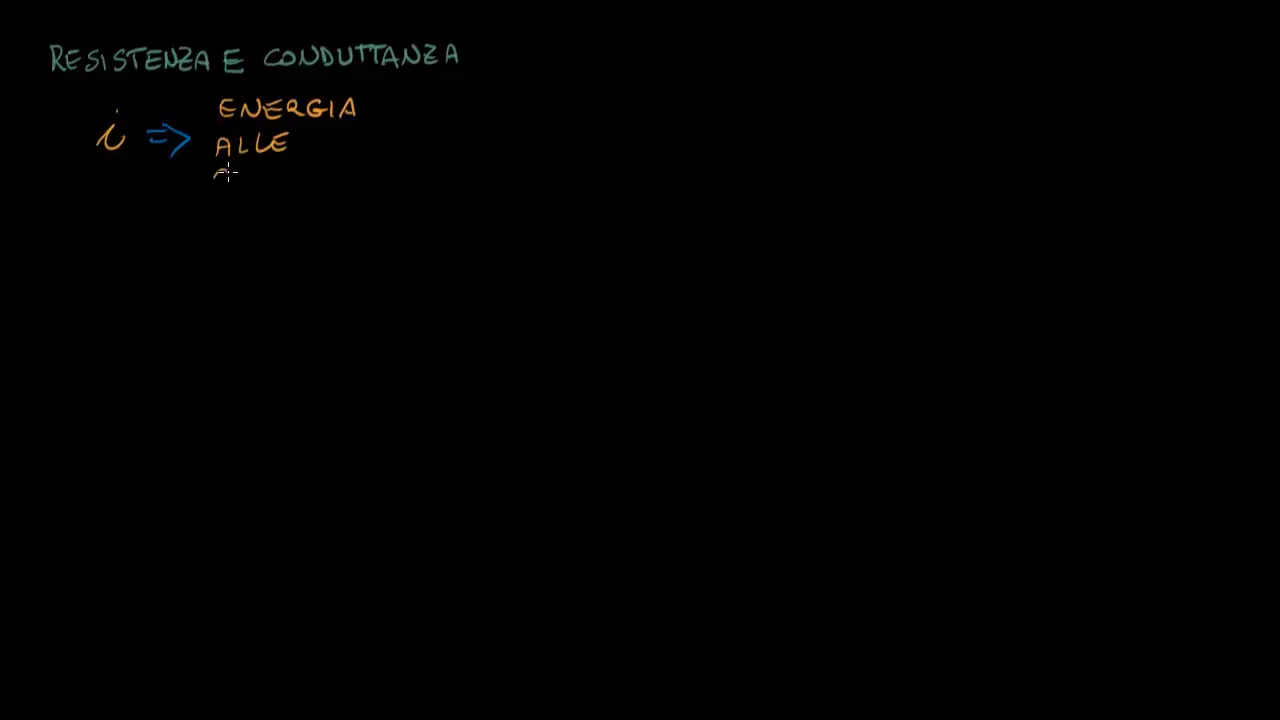 RESISTENZA E CONDUTTANZA
i ⇒ ENERGIA
ALLE